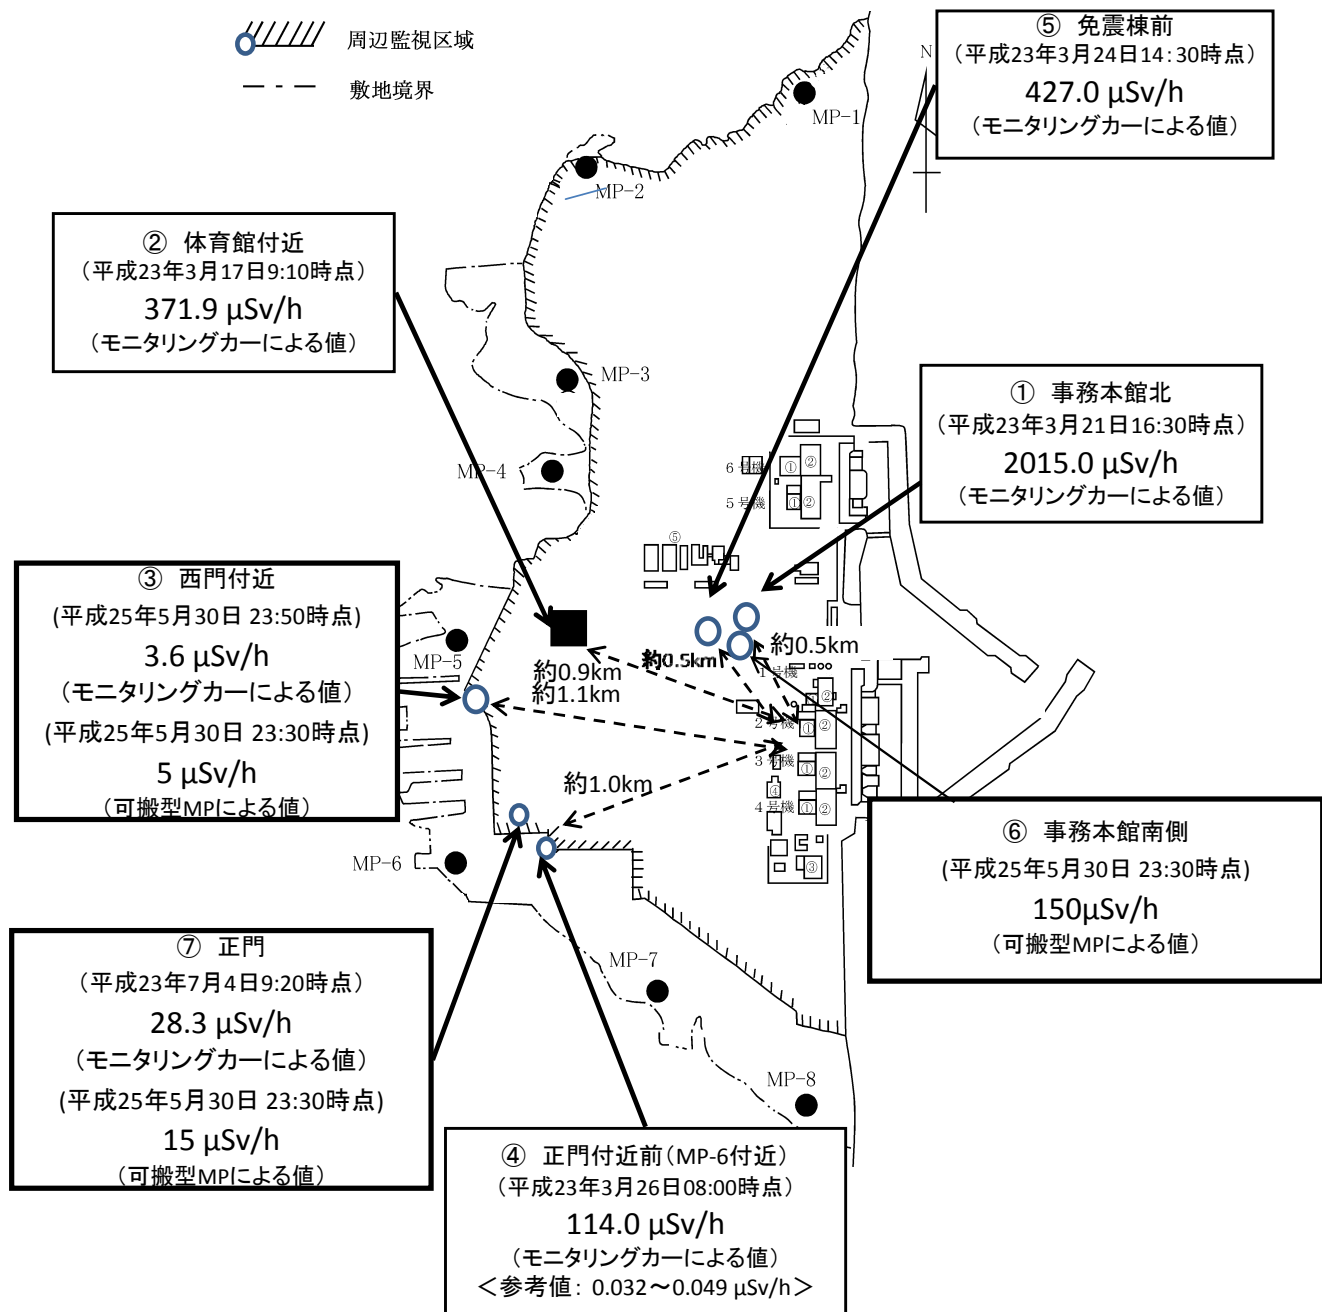 周辺監視区域
敷地境界
⑤ 免震棟前
(平成23年3月24日14:30時点)
427.0 μSv/h
(モニタリングカーによる値)
N
MP-1
MP-2
② 体育館付近
(平成23年3月17日9:10時点)
371.9 μSv/h
(モニタリングカーによる値)
MP-3
MP-4
① 事務本館北
(平成23年3月21日16:30時点)
2015.0 μSv/h
(モニタリングカーによる値)
6号機
① ②
5号機
① ②
⑤
③ 西門付近
(平成25年5月30日 23:50時点)
3.6 μSv/h
(モニタリングカーによる値)
(平成25年5月30日 23:30時点)
5 μSv/h
(可搬型MPによる値)
MP-5
約0.9km
約1.1km
約0.5km
約0.5km
1号機
②
2号機
① ②
3号機
① ②
④
4号機
① ②
③
約1.0km
MP-6
⑥ 事務本館南側
(平成25年5月30日 23:30時点)
150μSv/h
(可搬型MPによる値)
⑦ 正門
(平成23年7月4日9:20時点)
28.3 μSv/h
(モニタリングカーによる値)
(平成25年5月30日 23:30時点)
15 μSv/h
(可搬型MPによる値)
MP-7
MP-8
④ 正門付近前(MP-6付近)
(平成23年3月26日08:00時点)
114.0 μSv/h
(モニタリングカーによる値)
<参考値: 0.032～0.049 μSv/h>